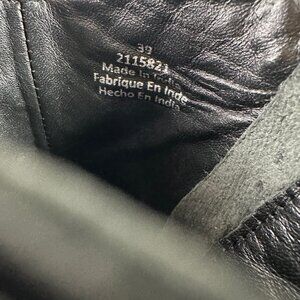 39
2115821
Made In India
Fabrique En Inde
Hecho En India